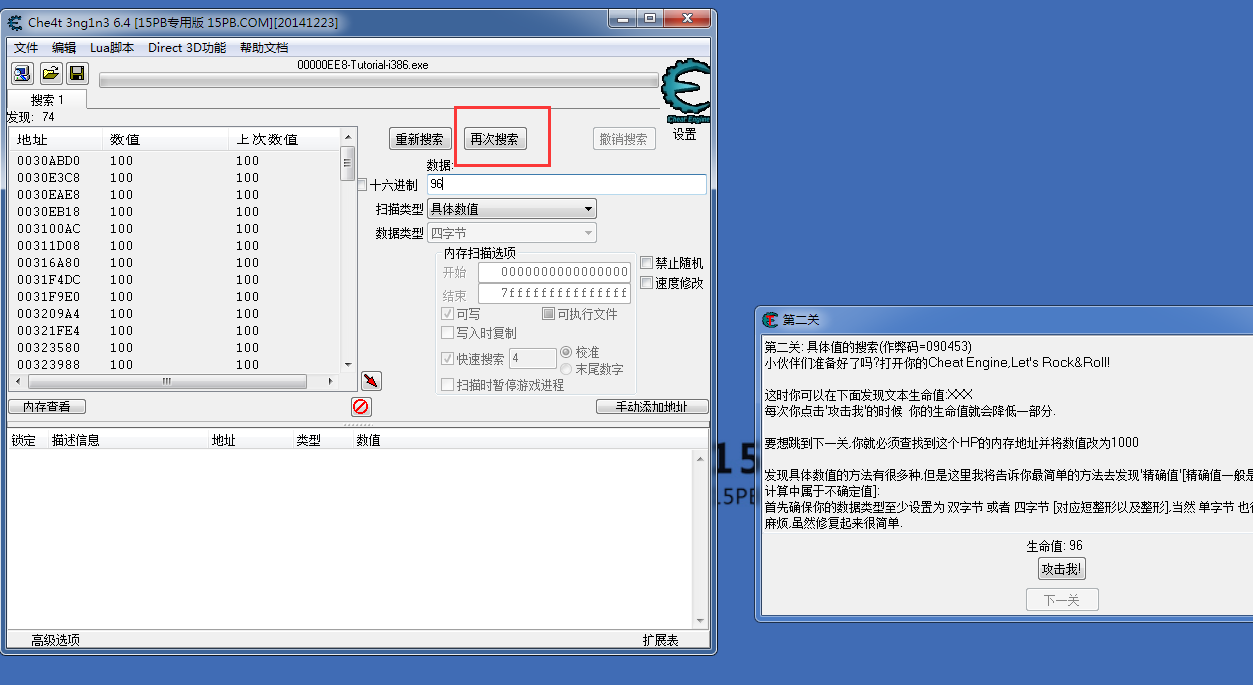 Che4t 3ng1n3 6.4 [15PB专用版 15PB.COM][20141223]
文件 编辑 Lua脚本 Direct 3D功能 帮助文档
00000EE8-Tutorial-i386.exe
Cheat Engine
设置
搜索 1
发现: 74
地址 数值 上次数值
0030ABD0 100 100
0030E3C8 100 100
0030EAE8 100 100
0030EB18 100 100
003100AC 100 100
00311D08 100 100
00316A80 100 100
0031F4DC 100 100
0031F9E0 100 100
003209A4 100 100
00321FE4 100 100
00323580 100 100
00323988 100 100
重新搜索 再次搜索 撤销搜索
数据:
十六进制 96
扫描类型 具体数值
数据类型 四字节
内存扫描选项
开始 0000000000000000
结束 7fffffffffffffff
可写 可执行文件
写入时复制
快速搜索 4 校准
末尾数字
扫描时暂停游戏进程
禁止随机
速度修改
内存查看 手动添加地址
锁定 描述信息 地址 类型 数值
高级选项 扩展表
15
15PB
第二关
第二关: 具体值的搜索(作弊码=090453)
小伙伴们准备好了吗?打开你的Cheat Engine,Let's Rock&Roll!
这时你可以在下面发现文本生命值:XXX
每次你点击'攻击我'的时候 你的生命值就会降低一部分.
要想跳到下一关,你就必须查找到这个HP的内存地址并将数值改为1000
发现具体数值的方法有很多种,但是这里我将告诉你最简单的方法去发现'精确值'[精确值一般是
计算中属于不确定值]:
首先确保你的数据类型至少设置为 双字节 或者 四字节 [对应短整形以及整形].当然 单字节 也
麻烦,虽然修复起来很简单.
生命值: 96
攻击我!
下一关